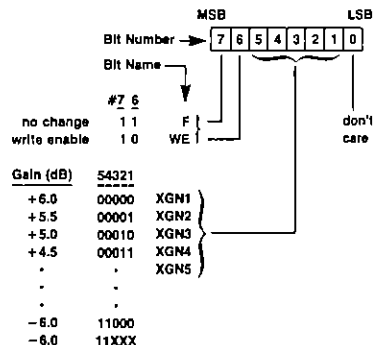 MSB LSB
Bit Number 7 6 5 4 3 2 1 0
Bit Name
#7 6
no change 1 1 F don't
write enable 1 0 WE care
Gain (dB) 54321
+6.0 00000 XGN1
+5.5 00001 XGN2
+5.0 00010 XGN3
+4.5 00011 XGN4
. . XGN5
. .
. .
−6.0 11000
−6.0 11XXX